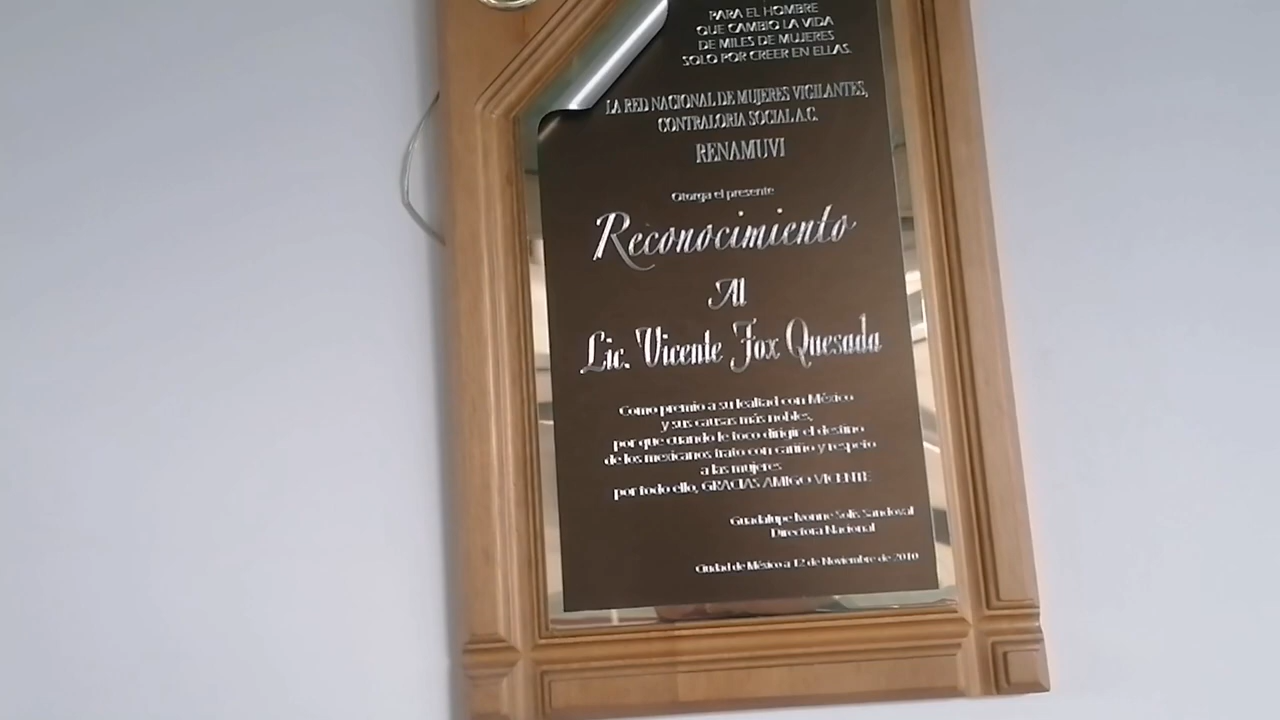 PARA EL HOMBRE
QUE CAMBIO LA VIDA
DE MILES DE MUJERES
SOLO POR CREER EN ELLAS.
LA RED NACIONAL DE MUJERES VIGILANTES,
CONTRALORIA SOCIAL A.C.
RENAMUVI
Otorga el presente
Reconocimiento
Al
Lic. Vicente Fox Quesada
Como premio a su lealtad con México
y sus causas más nobles,
por que cuando le toco dirigir el destino
de los mexicanos trato con cariño y respeto
a las mujeres
por todo ello, GRACIAS AMIGO VICENTE
Guadalupe Ivonne Solis Sandoval
Directora Nacional
Ciudad de México a 12 de Noviembre de 2010